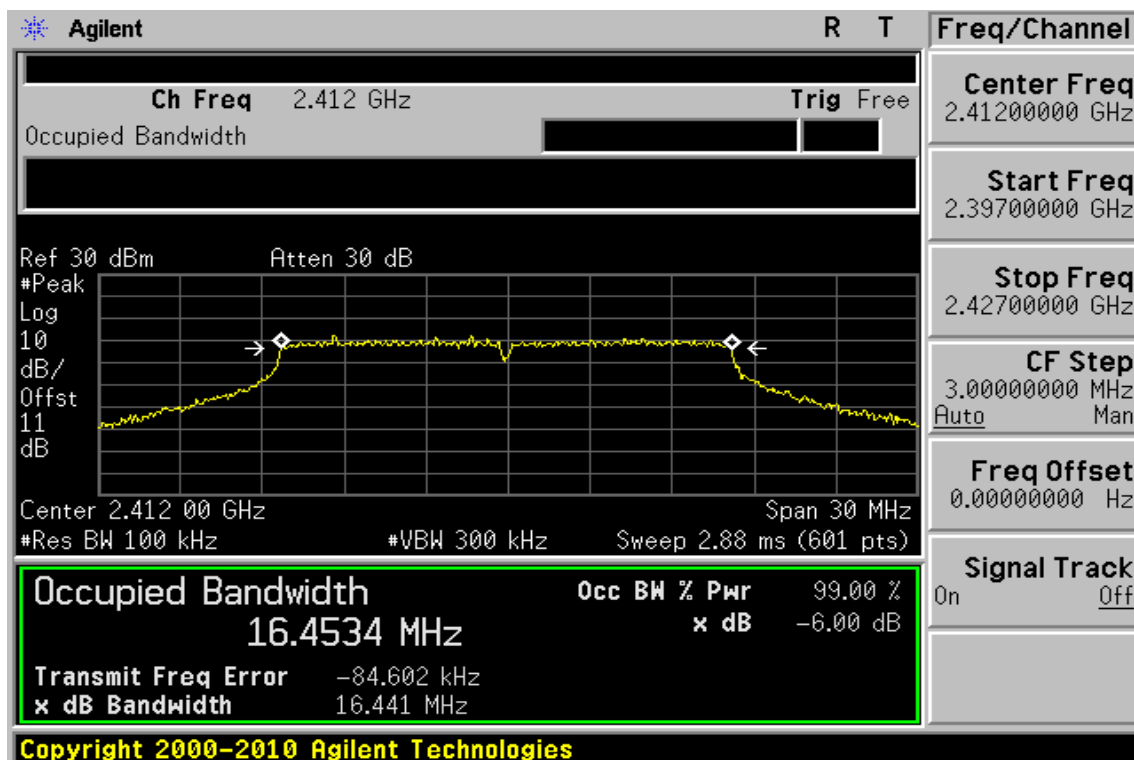 Agilent R T
Ch Freq 2.412 GHz Trig Free
Occupied Bandwidth
Ref 30 dBm Atten 30 dB
#Peak
Log
10
dB/
Offst
11
dB
Center 2.412 00 GHz Span 30 MHz
#Res BW 100 kHz #VBW 300 kHz Sweep 2.88 ms (601 pts)
Occupied Bandwidth Occ BW % Pwr 99.00 %
16.4534 MHz x dB -6.00 dB
Transmit Freq Error -84.602 kHz
x dB Bandwidth 16.441 MHz
Copyright 2000-2010 Agilent Technologies
Freq/Channel
Center Freq
2.41200000 GHz
Start Freq
2.39700000 GHz
Stop Freq
2.42700000 GHz
CF Step
3.00000000 MHz
Auto Man
Freq Offset
0.00000000 Hz
Signal Track
On Off